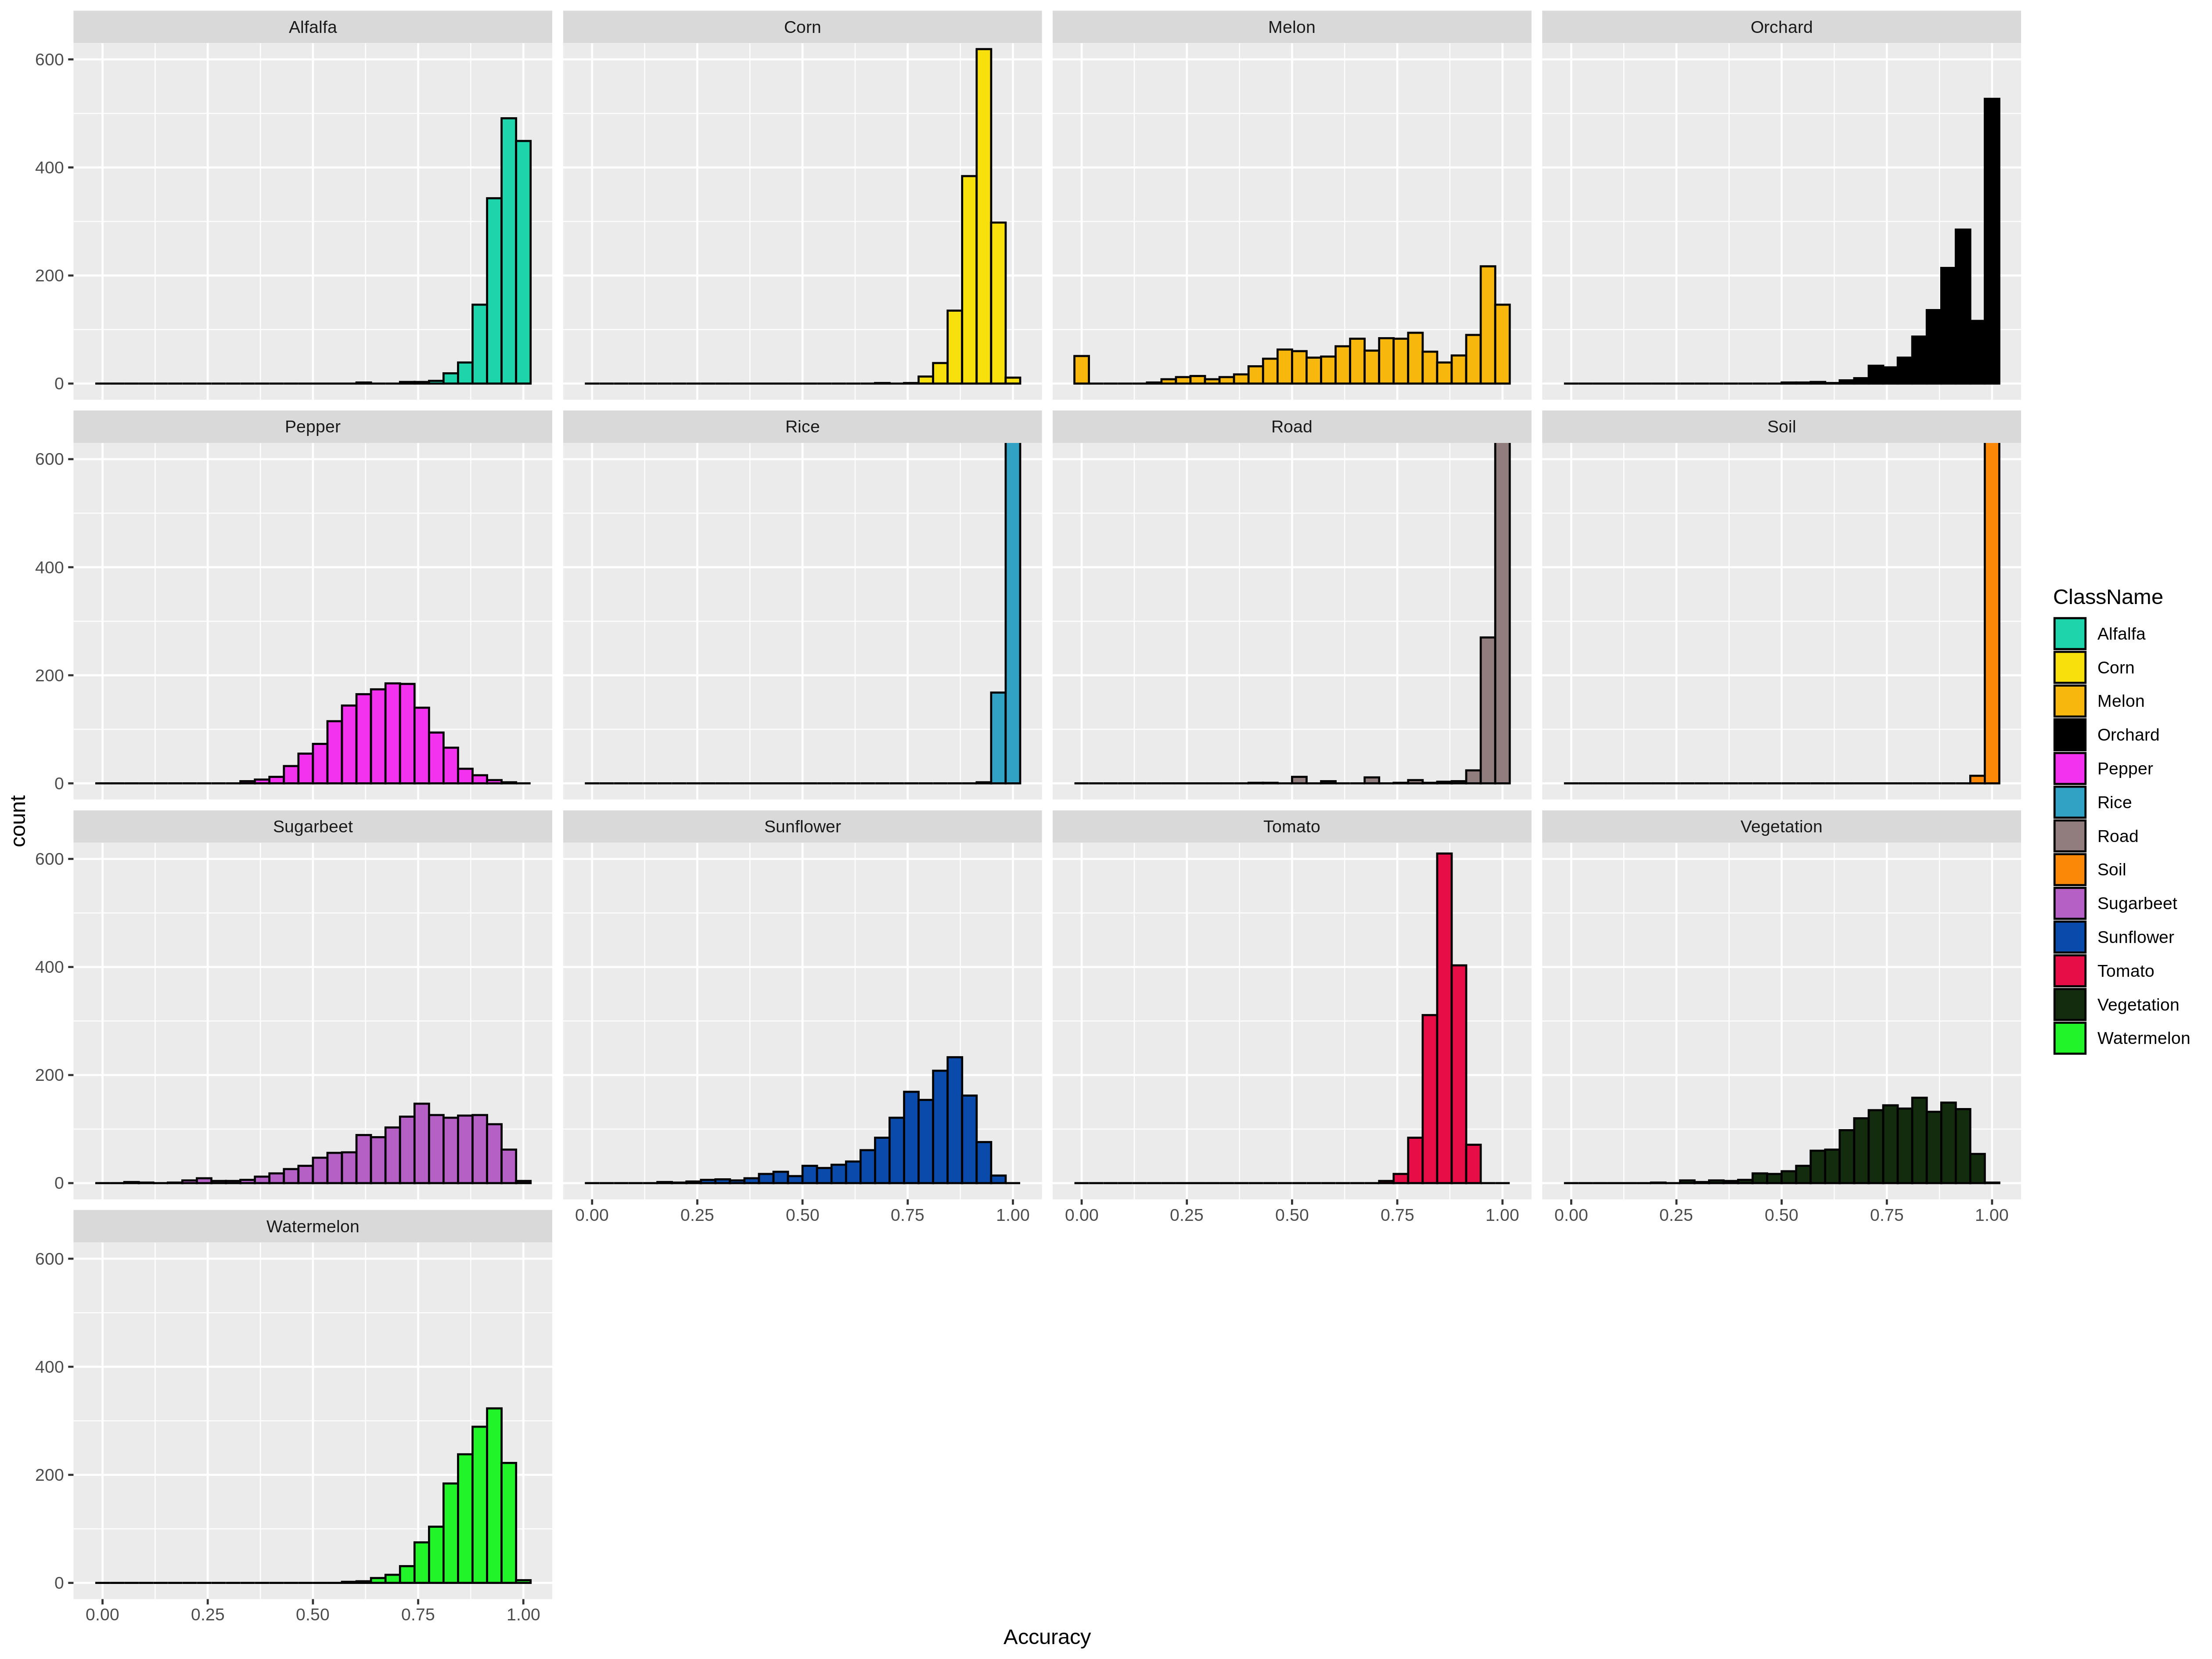 Alfalfa
Corn
Melon
Orchard
600
400
200
0
Pepper
Rice
Road
Soil
600
400
200
0
Sugarbeet
Sunflower
Tomato
Vegetation
600
400
200
0
0.00 0.25 0.50 0.75 1.00
0.00 0.25 0.50 0.75 1.00
0.00 0.25 0.50 0.75 1.00
Watermelon
600
400
200
0
0.00 0.25 0.50 0.75 1.00
count
Accuracy
ClassName
Alfalfa
Corn
Melon
Orchard
Pepper
Rice
Road
Soil
Sugarbeet
Sunflower
Tomato
Vegetation
Watermelon